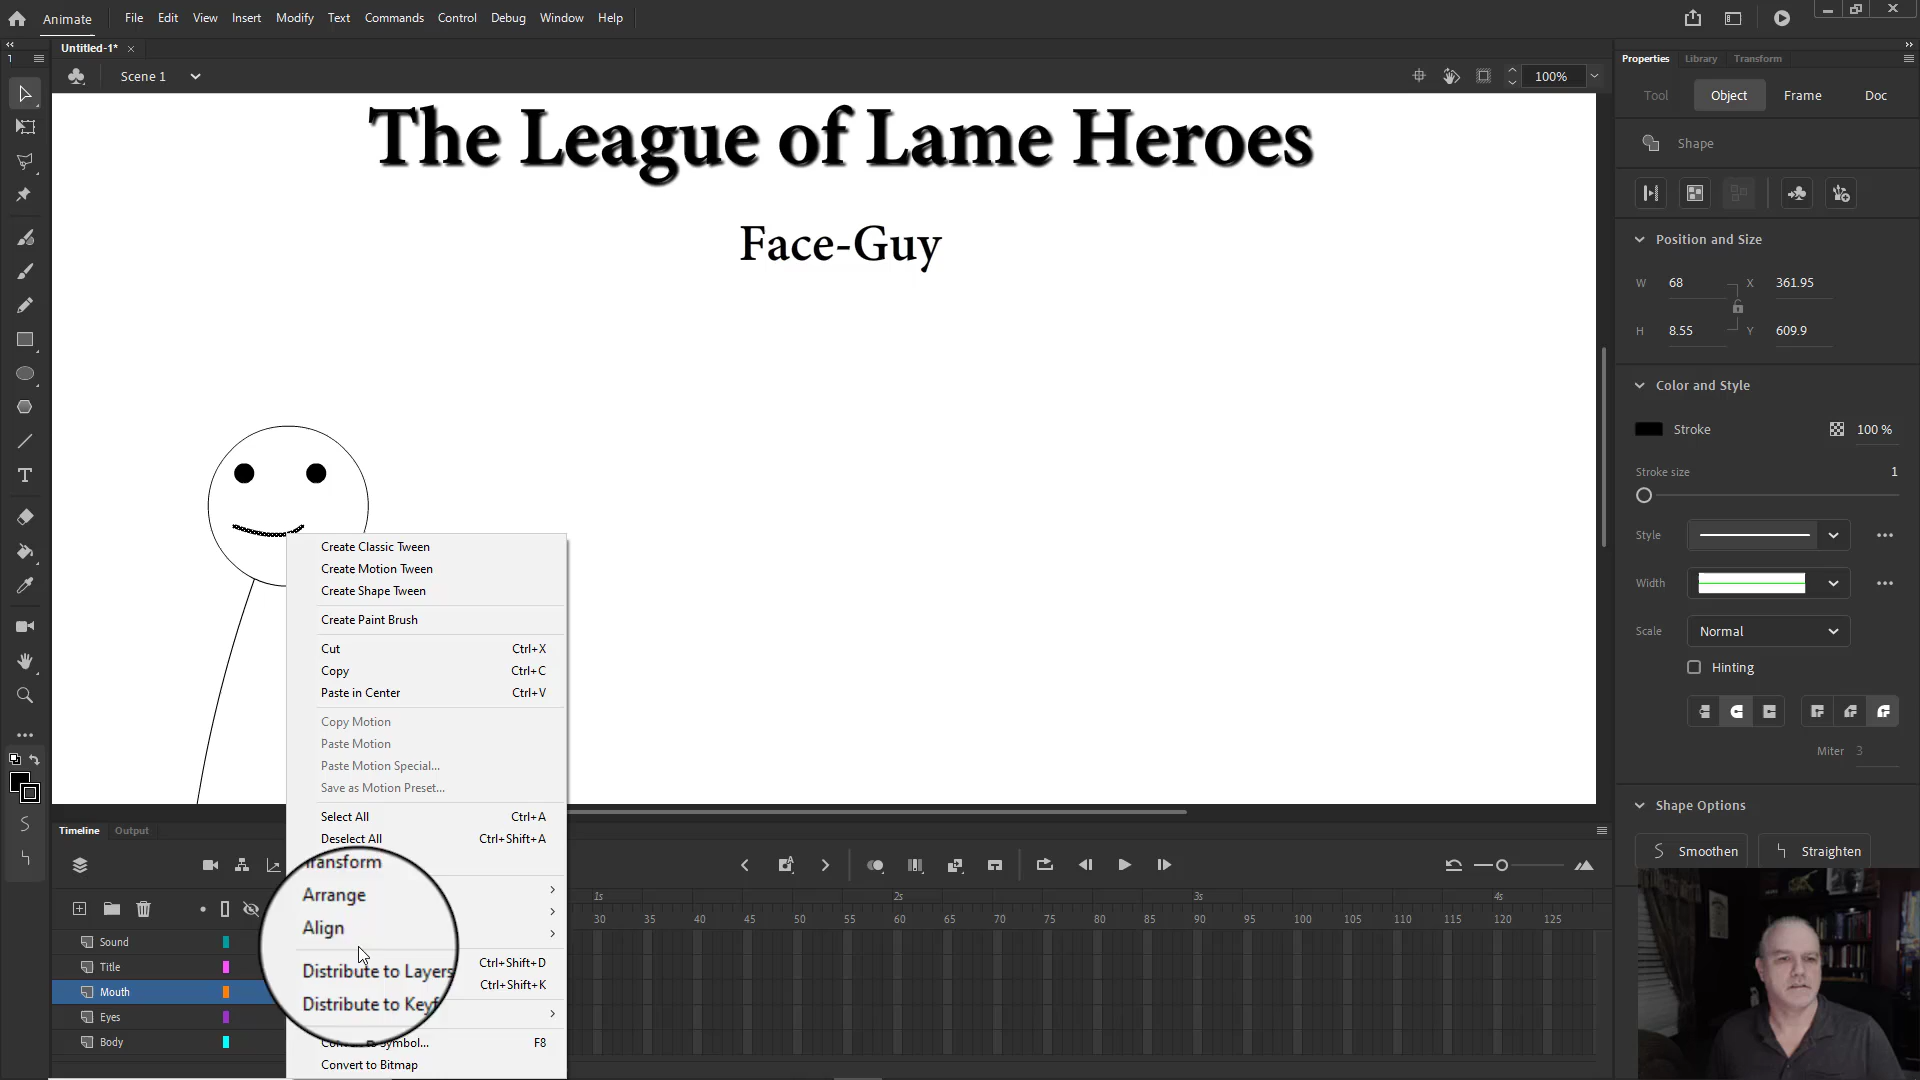 Animate File Edit View Insert Modify Text Commands Control Debug Window Help
Untitled-1*
Scene 1
100%
Properties Library Transform
Tool Object Frame Doc
Shape
Position and Size
W 68 X 361.95
H 8.55 Y 609.9
Color and Style
Stroke 100 %
Stroke size 1
Style
Width
Scale Normal
Hinting
Miter 3
Shape Options
Smoothen Straighten
The League of Lame Heroes
Face-Guy
Create Classic Tween
Create Motion Tween
Create Shape Tween
Create Paint Brush
Cut Ctrl+X
Copy Ctrl+C
Paste in Center Ctrl+V
Copy Motion
Paste Motion
Paste Motion Special...
Save as Motion Preset...
Select All Ctrl+A
Deselect All Ctrl+Shift+A
Transform
Arrange
Align
Distribute to Layers Ctrl+Shift+D
Distribute to Keyf Ctrl+Shift+K
Symbol... F8
Convert to Bitmap
Timeline Output
1s 2s 3s 4s
30 35 40 45 50 55 60 65 70 75 80 85 90 95 100 105 110 115 120 125
Sound
Title
Mouth
Eyes
Body